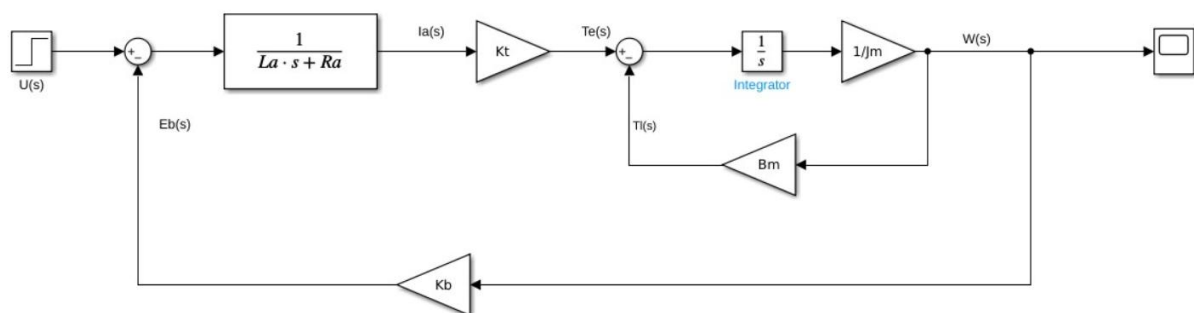 U(s)
+
−
1
La · s + Ra
Ia(s)
Kt
Te(s)
+
−
1
s
Integrator
1/Jm
W(s)
Tl(s)
Bm
Eb(s)
Kb